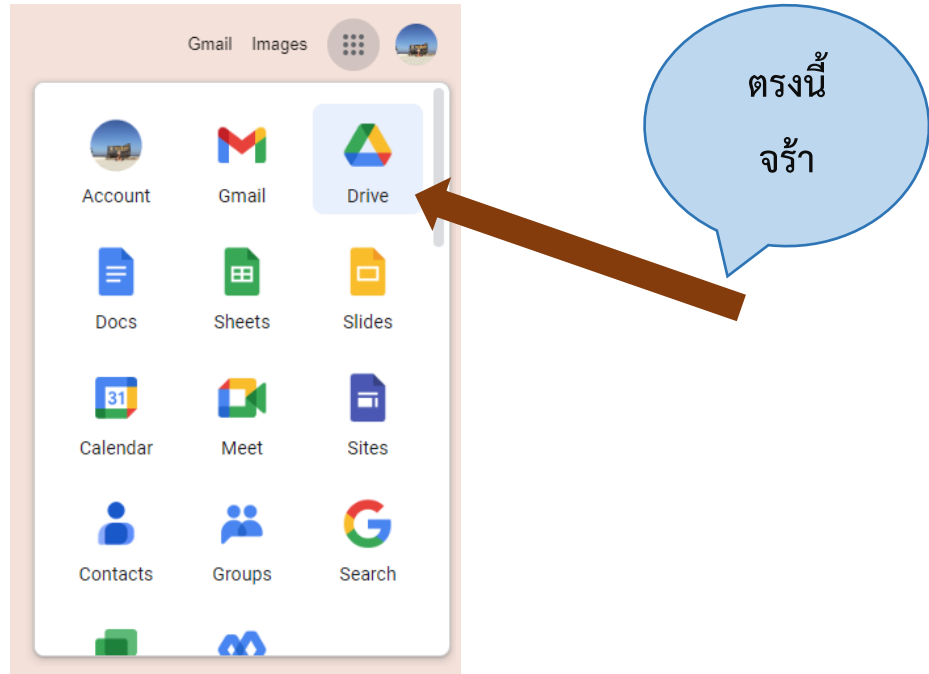 Gmail Images
ตรงนี้
จร้า
Account Gmail Drive
Docs Sheets Slides
31
Calendar Meet Sites
G
Contacts Groups Search